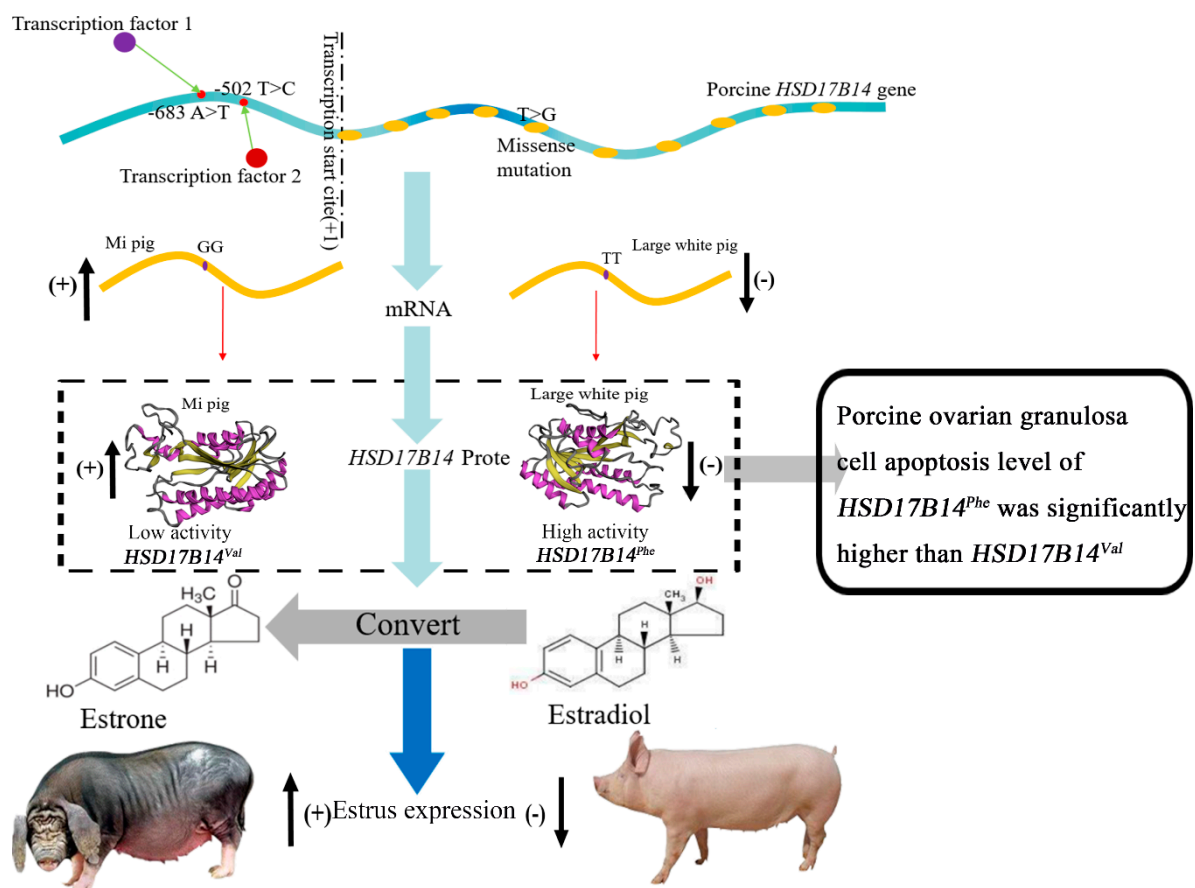 Transcription factor 1
-502 T>C
-683 A>T
Transcription factor 2
Transcription start cite(+1)
T>G
Missense
mutation
Porcine HSD17B14 gene
Mi pig
GG
(+)
mRNA
Large white pig
TT
(-)
Mi pig
(+)
Low activity
HSD17B14Val
HSD17B14 Prote
Large white pig
(-)
High activity
HSD17B14Phe
Porcine ovarian granulosa
cell apoptosis level of
HSD17B14Phe was significantly
higher than HSD17B14Val
H₃C
O
H
H
H
HO
Estrone
Convert
CH₃
OH
H
H
H
HO
Estradiol
(+)
Estrus expression
(-)